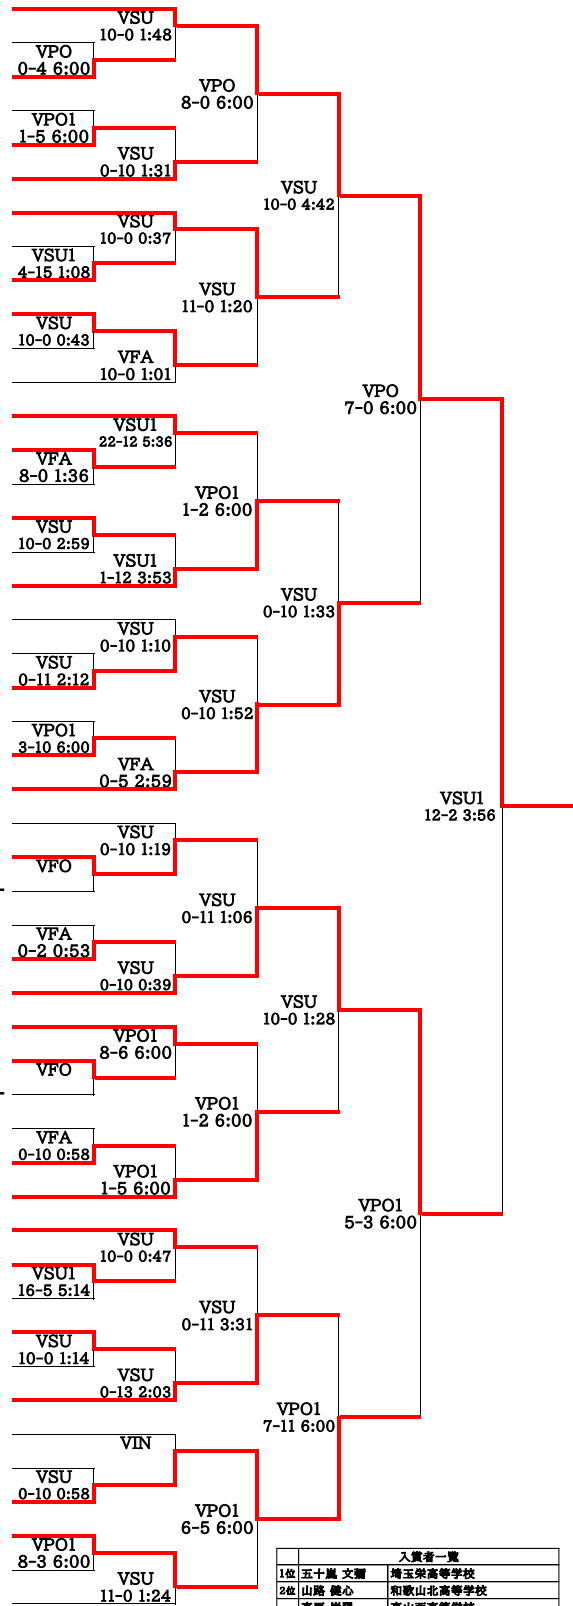 VSU
10-0 1:48
VPO
0-4 6:00
VPO
8-0 6:00
VPO1
1-5 6:00
VSU
0-10 1:31
VSU
10-0 4:42
VSU
10-0 0:37
VSU1
4-15 1:08
VSU
11-0 1:20
VSU
10-0 0:43
VFA
10-0 1:01
VPO
7-0 6:00
VSU1
22-12 5:36
VFA
8-0 1:36
VPO1
1-2 6:00
VSU
10-0 2:59
VSU1
1-12 3:53
VSU
0-10 1:33
VSU
0-10 1:10
VSU
0-11 2:12
VSU
0-10 1:52
VPO1
3-10 6:00
VFA
0-5 2:59
VSU1
12-2 3:56
VSU
0-10 1:19
VFO
VSU
0-11 1:06
VFA
0-2 0:53
VSU
0-10 0:39
VSU
10-0 1:28
VPO1
8-6 6:00
VFO
VPO1
1-2 6:00
VFA
0-10 0:58
VPO1
1-5 6:00
VPO1
5-3 6:00
VSU
10-0 0:47
VSU1
16-5 5:14
VSU
0-11 3:31
VSU
10-0 1:14
VSU
0-13 2:03
VPO1
7-11 6:00
VIN
VSU
0-10 0:58
VPO1
6-5 6:00
VPO1
8-3 6:00
VSU
11-0 1:24
入賞者一覧
1位 五十嵐 文彌 埼玉栄高等学校
2位 山路 健心 和歌山北高等学校